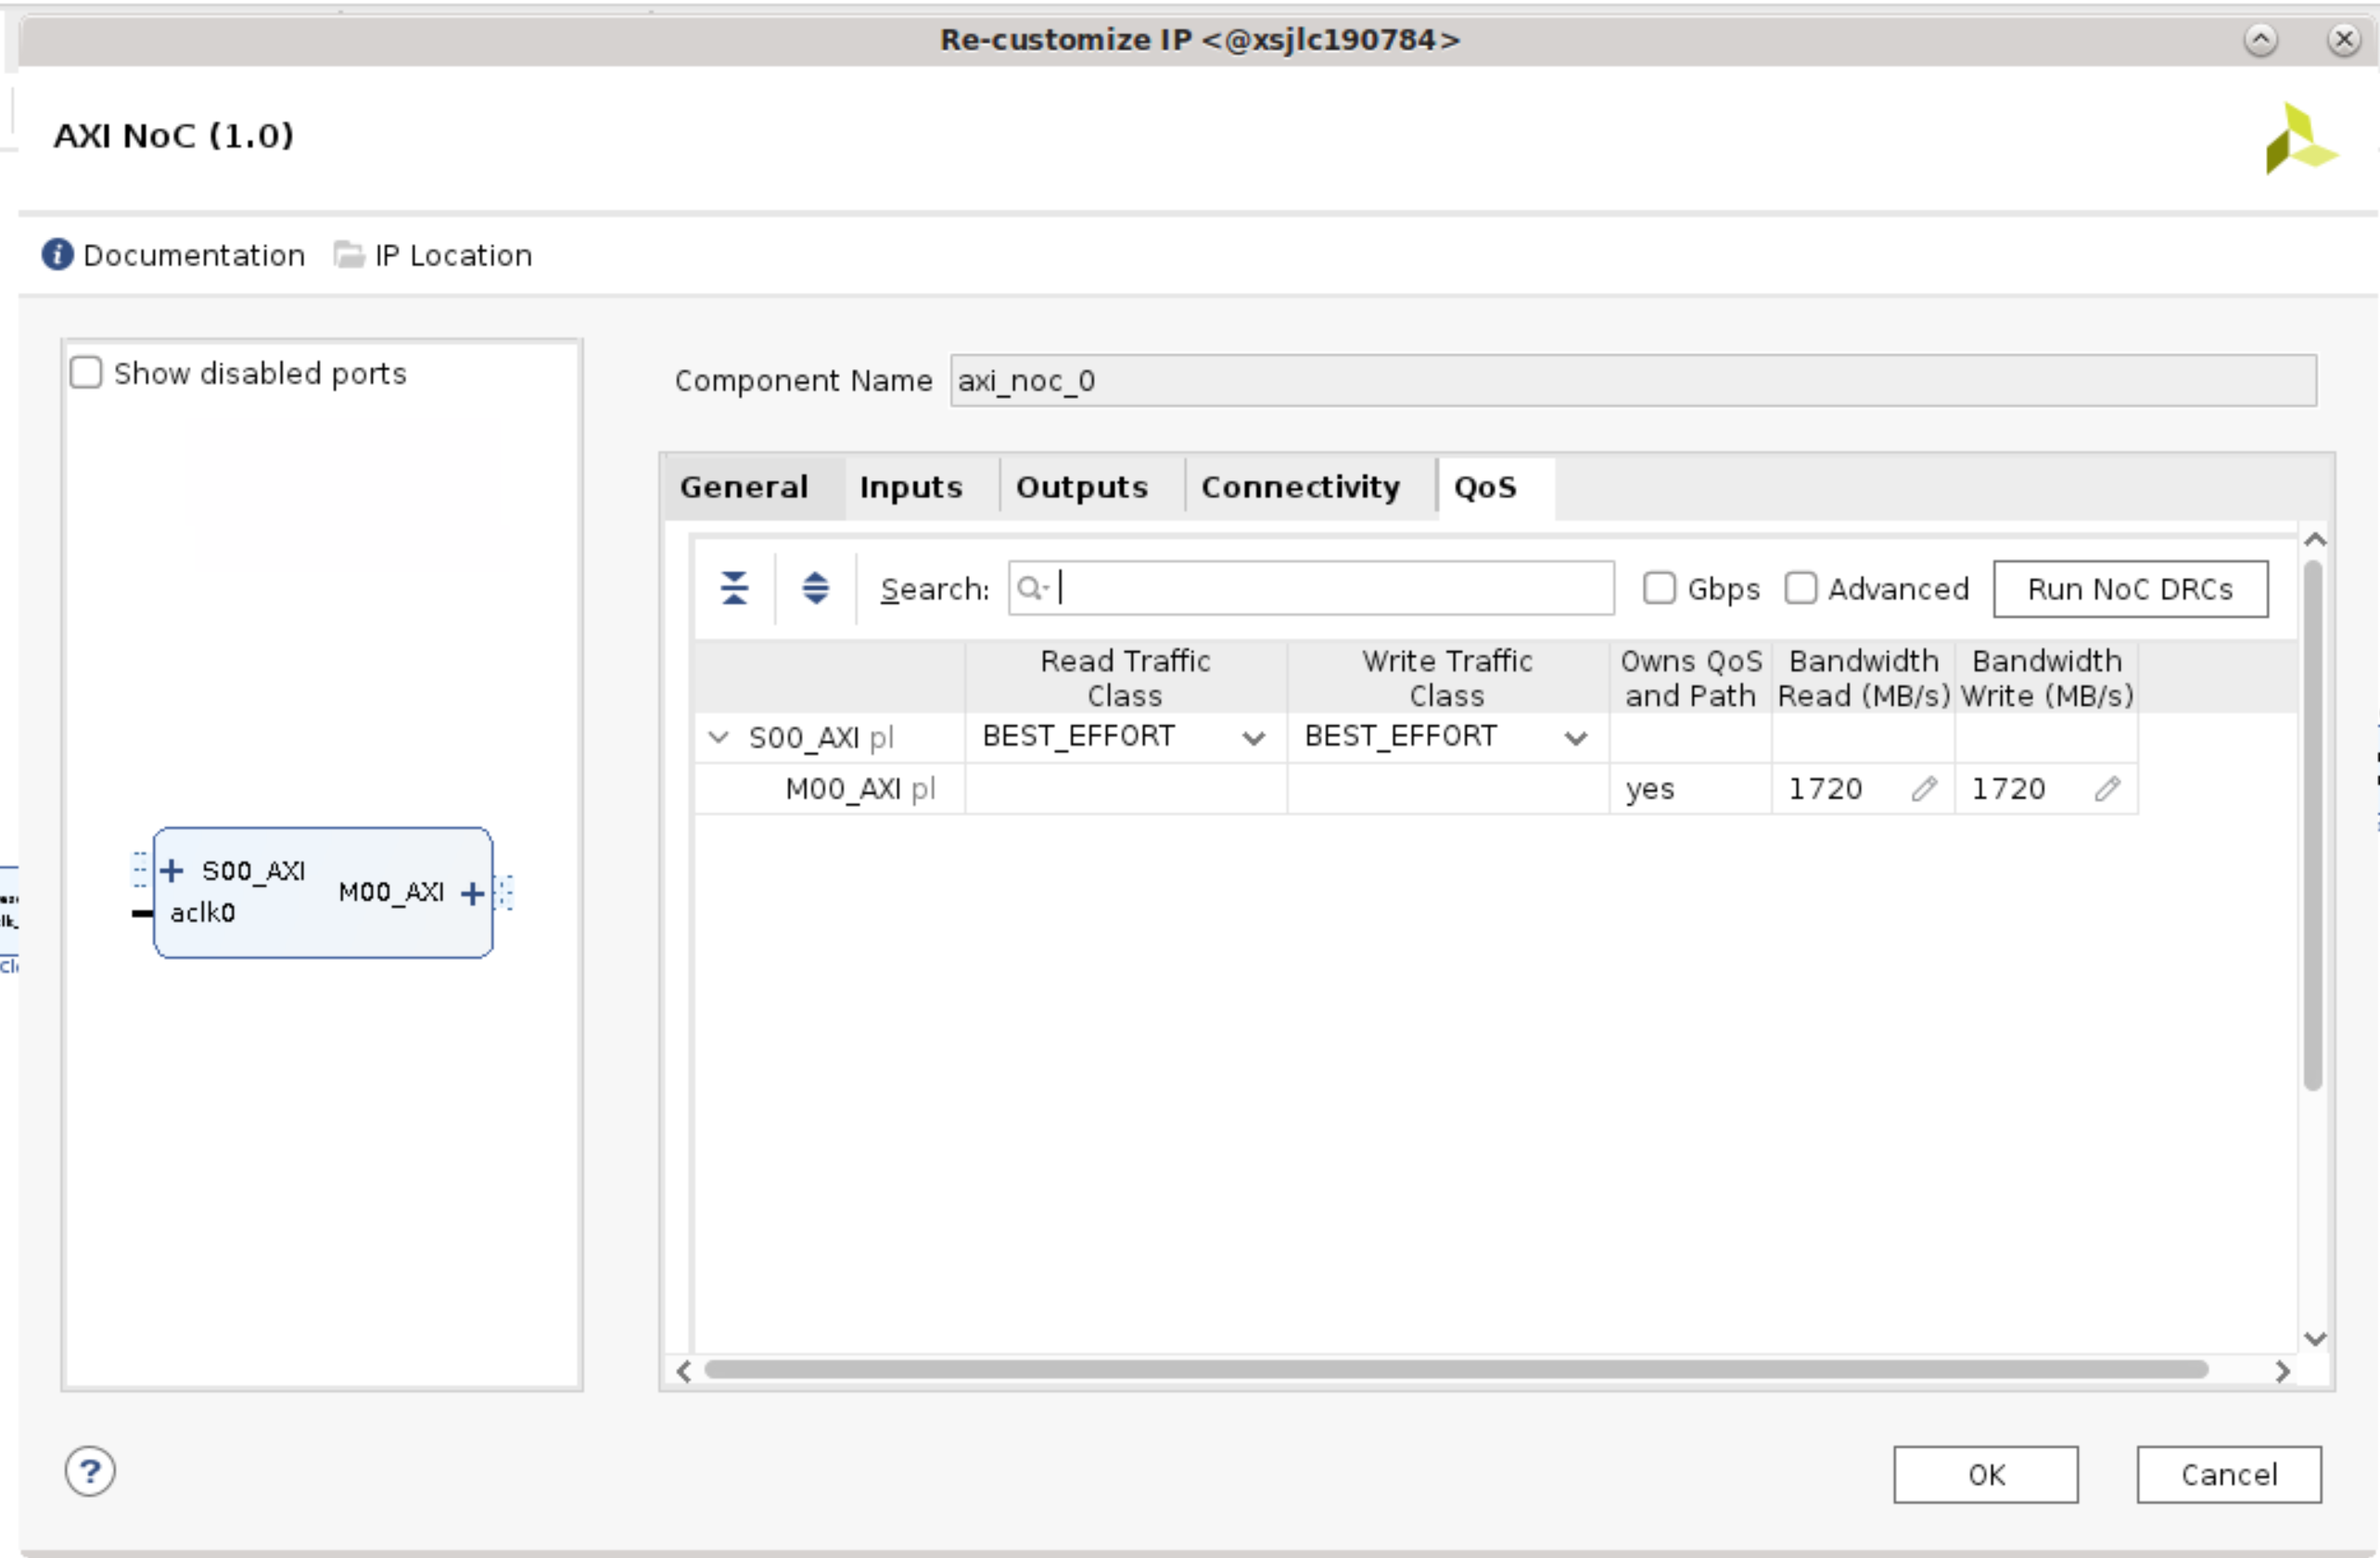 Re-customize IP <@xsjlc190784>
AXI NoC (1.0)
Documentation IP Location
Show disabled ports
S00_AXI
aclk0
M00_AXI
Component Name axi_noc_0
General Inputs Outputs Connectivity QoS
Search: Gbps Advanced Run NoC DRCs
Read Traffic Class Write Traffic Class Owns QoS and Path Bandwidth Read (MB/s) Bandwidth Write (MB/s)
S00_AXI pl BEST_EFFORT BEST_EFFORT
M00_AXI pl yes 1720 1720
? OK Cancel